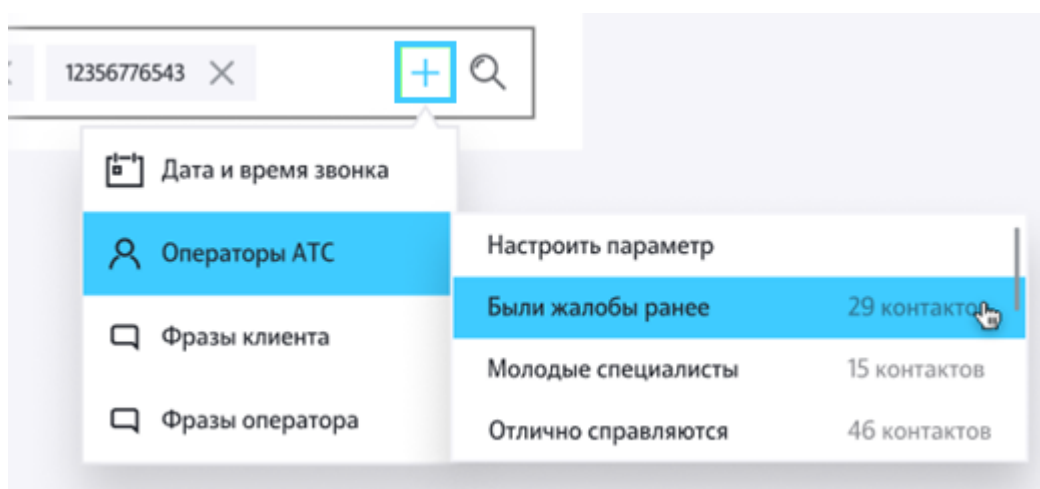 12356776543
Дата и время звонка
Операторы АТС
Настроить параметр
Были жалобы ранее 29 контактов
Фразы клиента
Молодые специалисты 15 контактов
Фразы оператора
Отлично справляются 46 контактов